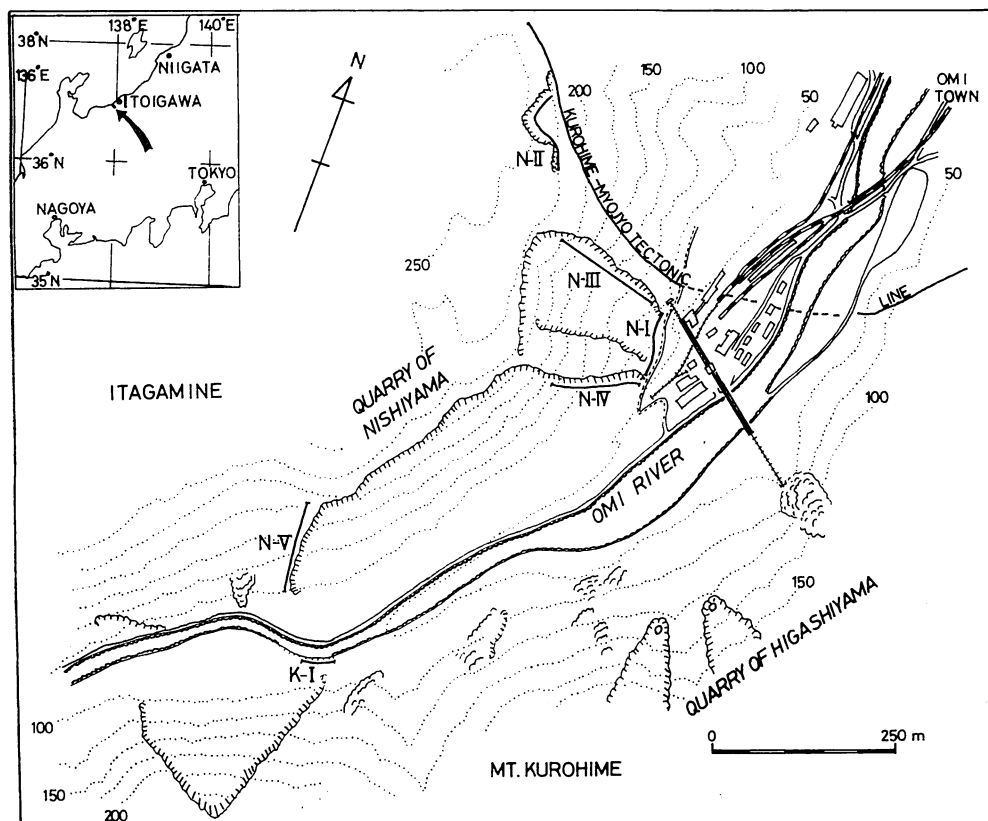 138°E
140°E
38°N
136°E
NIIGATA
ITOIGAWA
36°N
TOKYO
NAGOYA
35°N
N
200
150
100
50
OMI
TOWN
50
N-II
KUROHIME-MYOJYO TECTONIC
LINE
250
N-III
N-I
ITAGAMINE
QUARRY OF
NISHIYAMA
N-IV
100
OMI RIVER
N-V
150
QUARRY OF HIGASHIYAMA
K-I
100
0
250 m
MT. KUROHIME
150
200